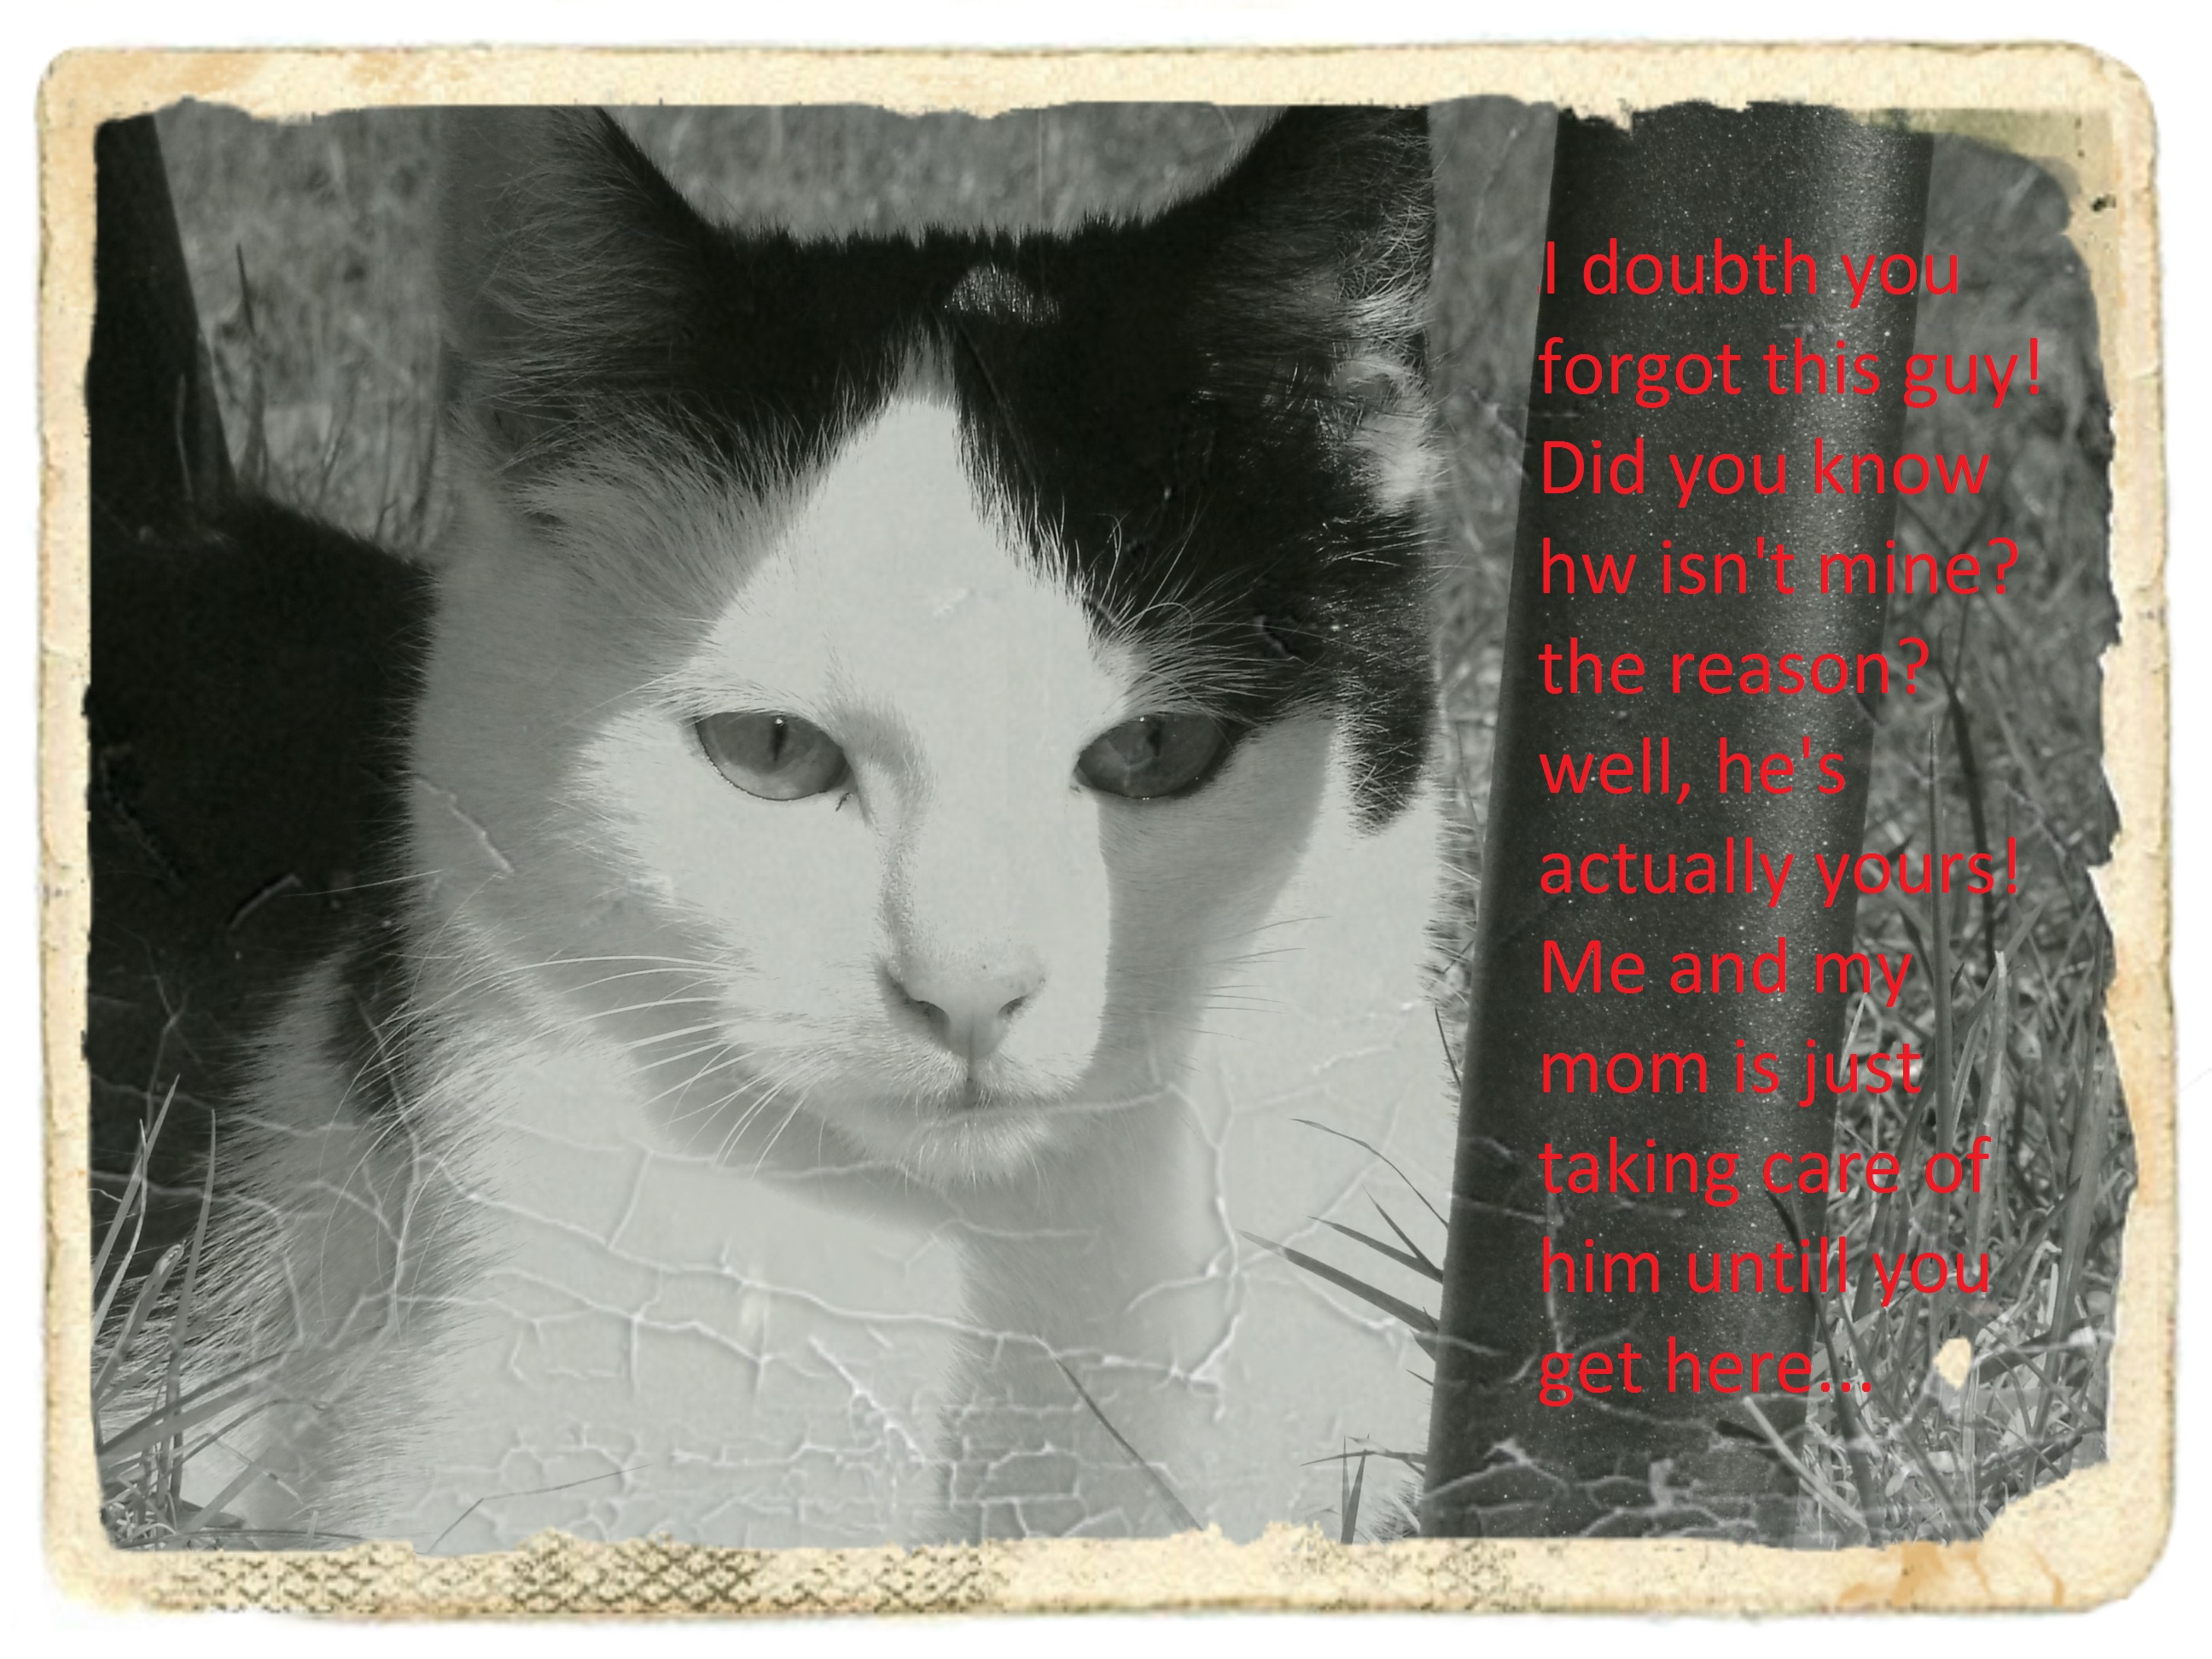 I doubth you
forgot this guy!
Did you know
hw isn't mine?
the reason?
well, he's
actually yours!
Me and my
mom is just
taking care of
him untill you
get here...